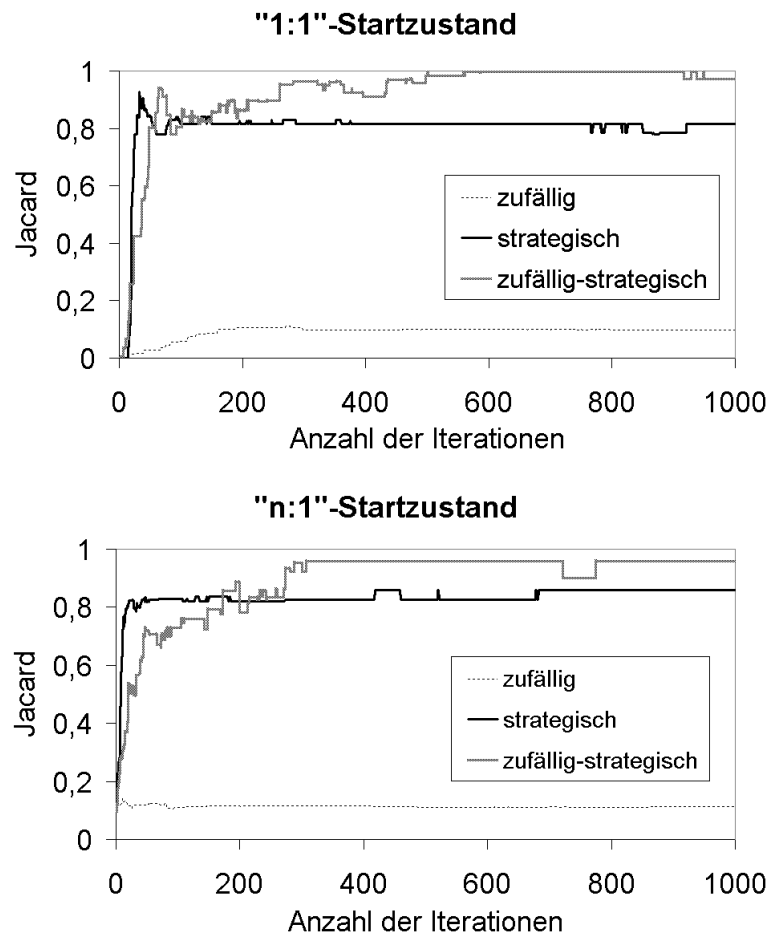 "1:1"-Startzustand
1
0,8
0,6
0,4
0,2
0
Jacard
zufällig
strategisch
zufällig-strategisch
0 200 400 600 800 1000
Anzahl der Iterationen
"n:1"-Startzustand
1
0,8
0,6
0,4
0,2
0
Jacard
zufällig
strategisch
zufällig-strategisch
0 200 400 600 800 1000
Anzahl der Iterationen